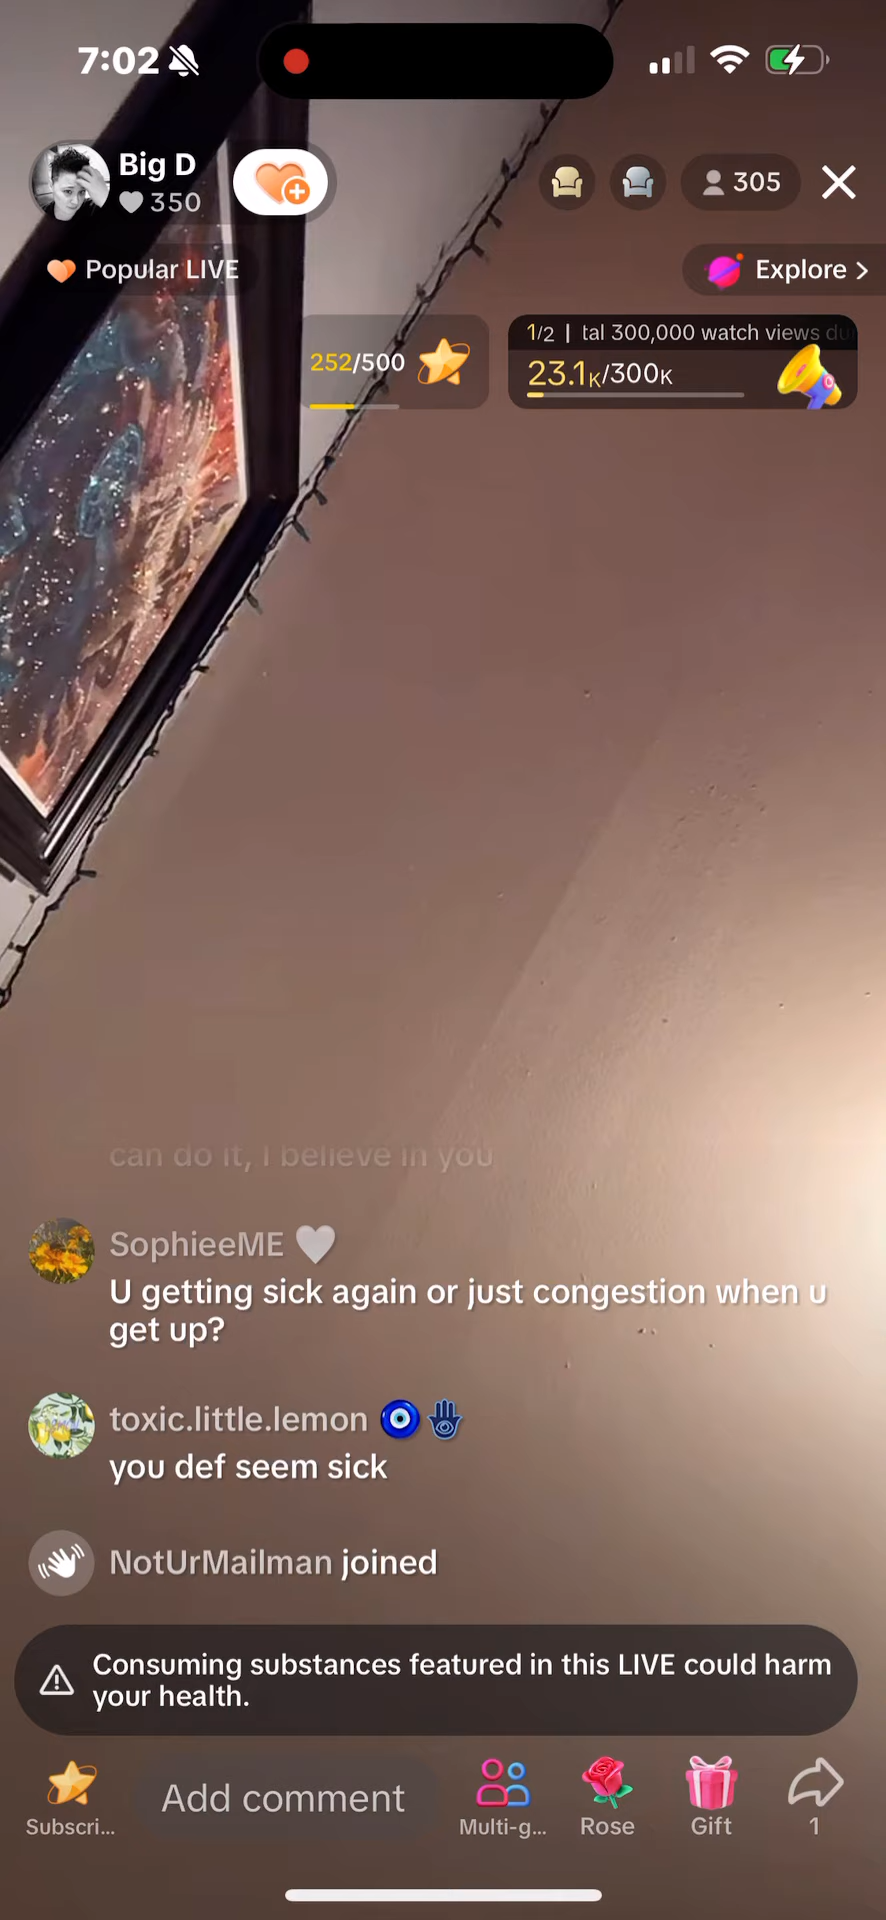 7:02
Big D
350
305
Popular LIVE
Explore >
252/500
1/2 | tal 300,000 watch views du
23.1K/300K
can do it, I believe in you
SophieeME
U getting sick again or just congestion when u
get up?
toxic.little.lemon
you def seem sick
NotUrMailman joined
Consuming substances featured in this LIVE could harm
your health.
Subscri...
Add comment
Multi-g...
Rose
Gift
1